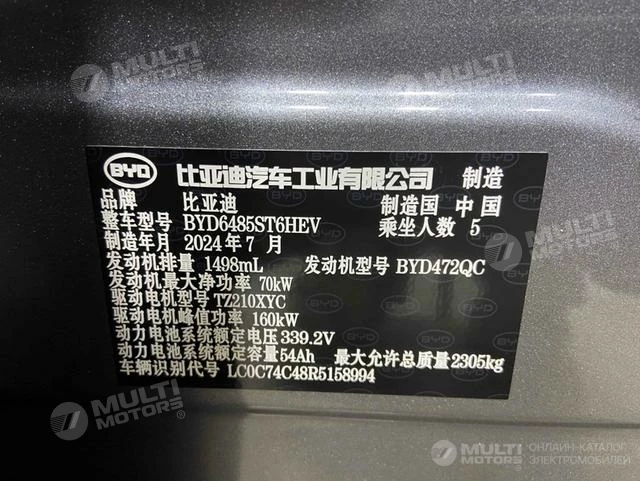 MULTI MOTORS®
MULTI MOTORS®
BYD 比亚迪汽车工业有限公司 制造
品牌 比亚迪 制造国 中国
整车型号 BYD6485ST6HEV 乘坐人数 5
制造年月 2024年7月
发动机排量 1498mL 发动机型号 BYD472QC
发动机最大净功率 70kW
驱动电机型号 TZ210XYC
驱动电机峰值功率 160kW
动力电池系统额定电压 339.2V
动力电池系统额定容量 54Ah 最大允许总质量 2305kg
车辆识别代号 LC0C74C48R5158994
MULTI MOTORS®
MULTI MOTORS® ОНЛАЙН-КАТАЛОГ ЭЛЕКТРОМОБИЛЕЙ